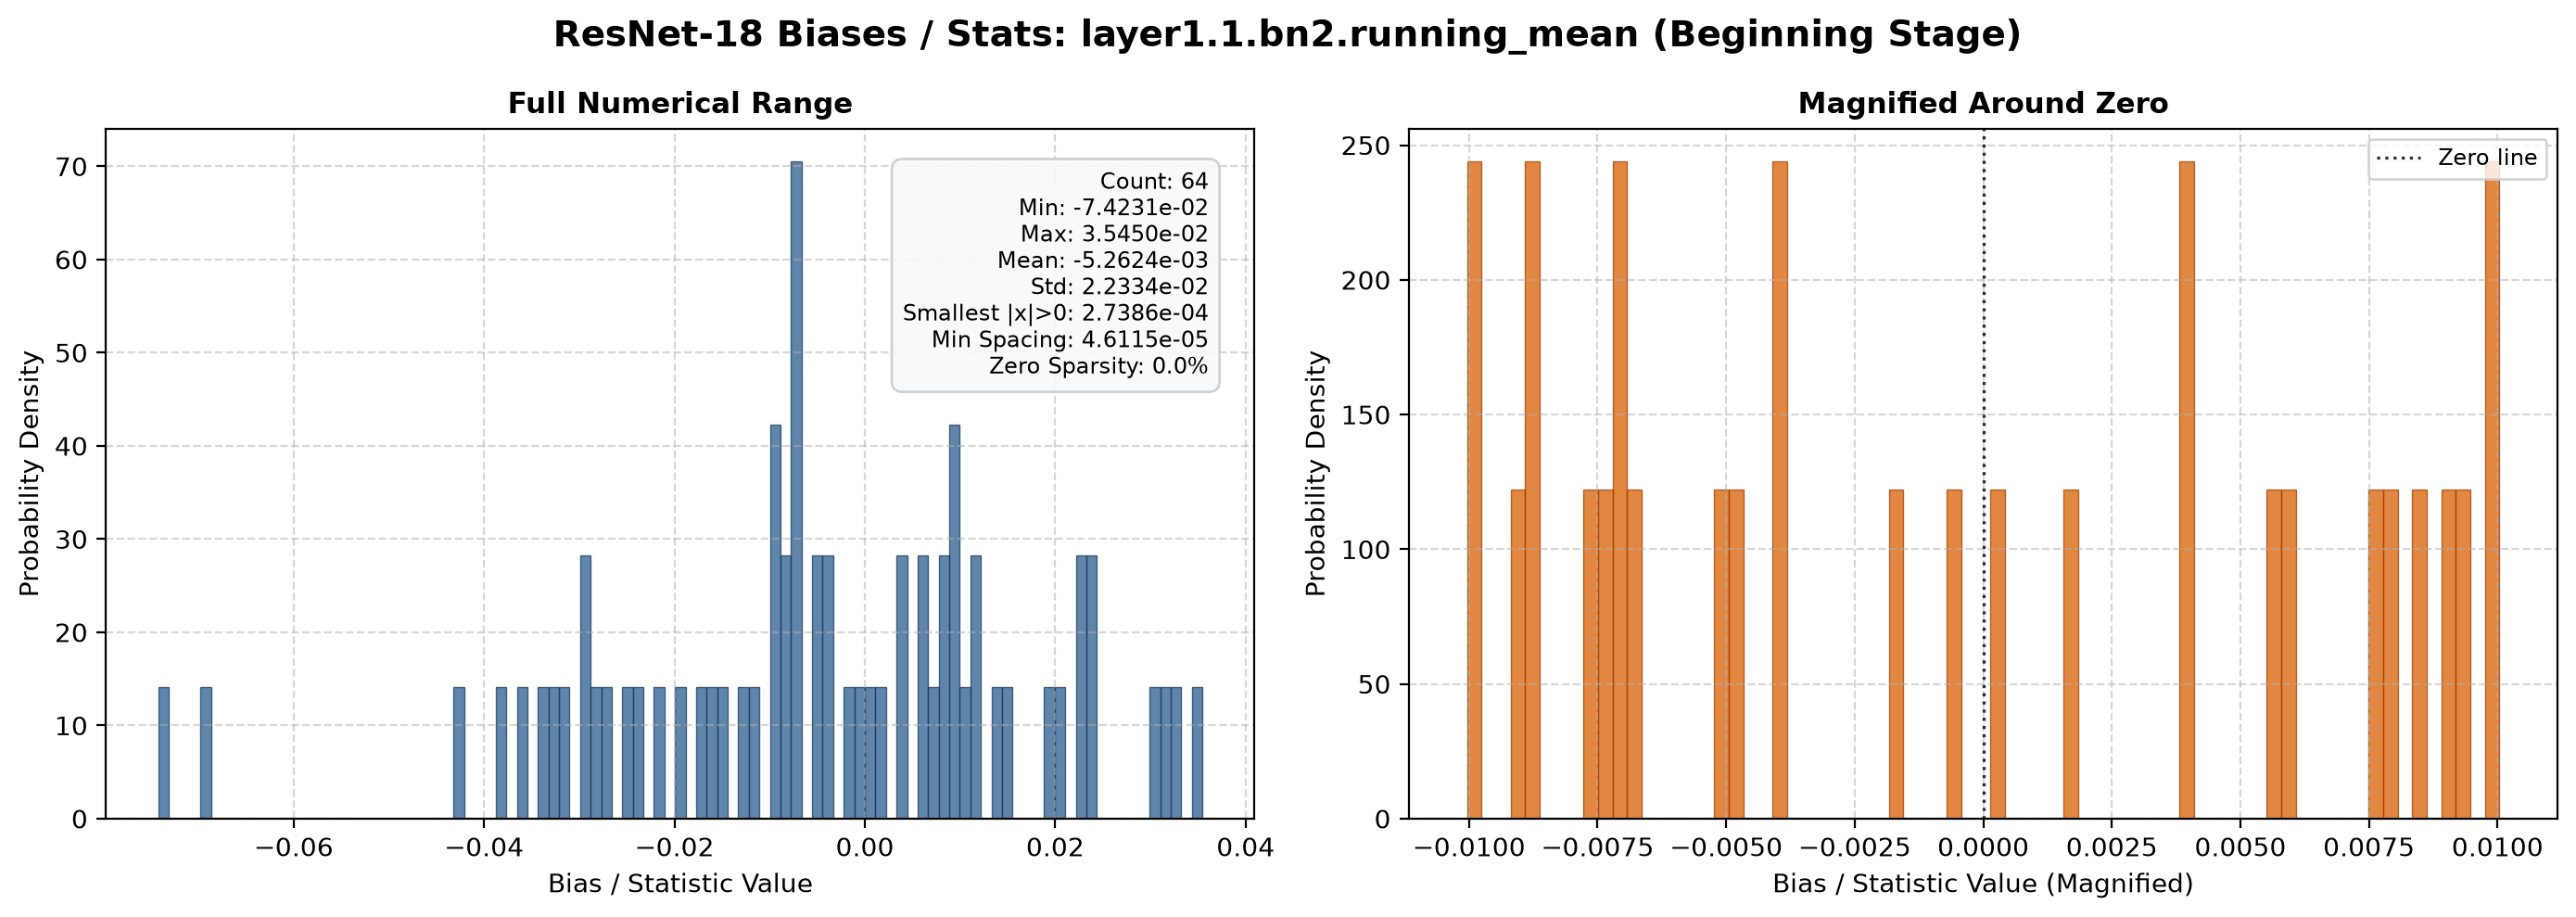 ResNet-18 Biases / Stats: layer1.1.bn2.running_mean (Beginning Stage)
Full Numerical Range
Probability Density
70
60
50
40
30
20
10
0
Count: 64
Min: -7.4231e-02
Max: 3.5450e-02
Mean: -5.2624e-03
Std: 2.2334e-02
Smallest |x|>0: 2.7386e-04
Min Spacing: 4.6115e-05
Zero Sparsity: 0.0%
−0.06 −0.04 −0.02 0.00 0.02 0.04
Bias / Statistic Value
Magnified Around Zero
Probability Density
250
200
150
100
50
0
Zero line
−0.0100 −0.0075 −0.0050 −0.0025 0.0000 0.0025 0.0050 0.0075 0.0100
Bias / Statistic Value (Magnified)